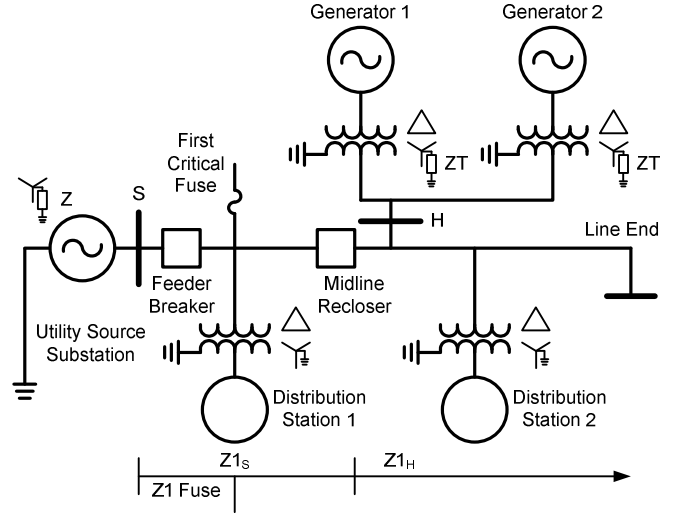 Generator 1
Generator 2
First
Critical
Fuse
ZT
ZT
Z
S
H
Line End
Feeder
Breaker
Midline
Recloser
Utility Source
Substation
Distribution
Station 1
Distribution
Station 2
Z1S
Z1H
Z1 Fuse